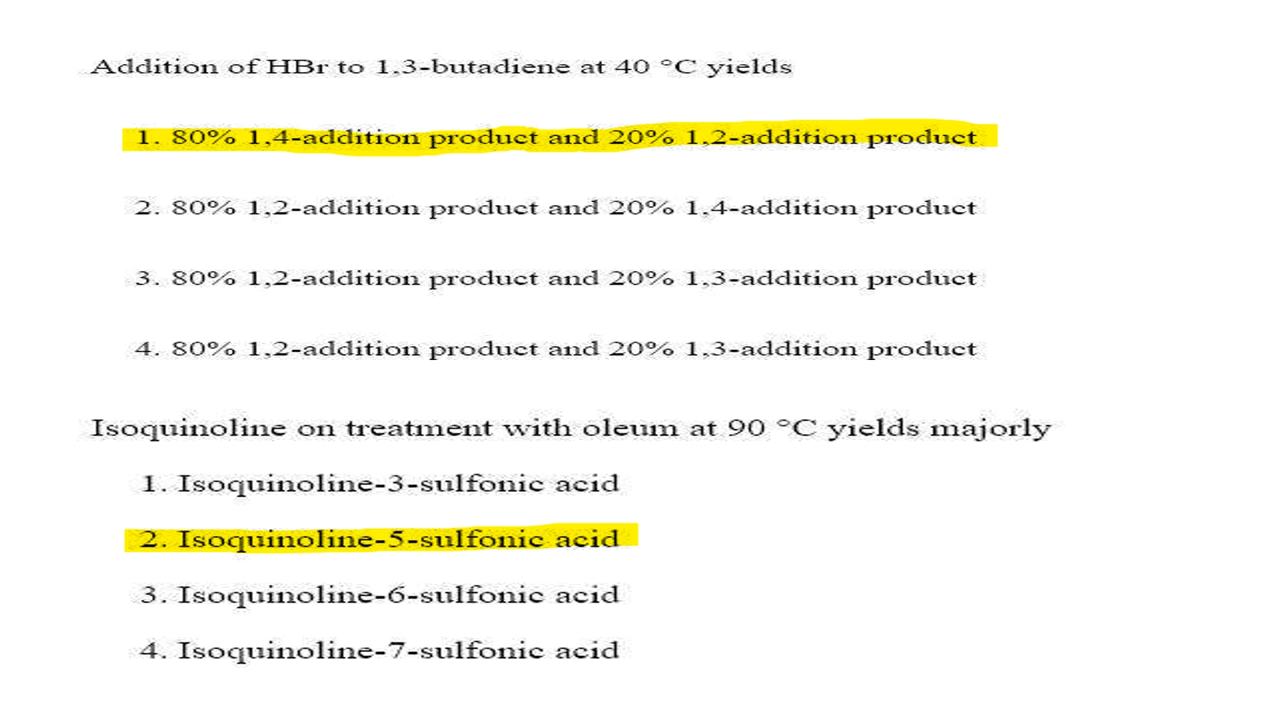 Addition of HBr to 1,3-butadiene at 40 °C yields
1. 80% 1,4-addition product and 20% 1,2-addition product
2. 80% 1,2-addition product and 20% 1,4-addition product
3. 80% 1,2-addition product and 20% 1,3-addition product
4. 80% 1,2-addition product and 20% 1,3-addition product
Isoquinoline on treatment with oleum at 90 °C yields majorly
1. Isoquinoline-3-sulfonic acid
2. Isoquinoline-5-sulfonic acid
3. Isoquinoline-6-sulfonic acid
4. Isoquinoline-7-sulfonic acid